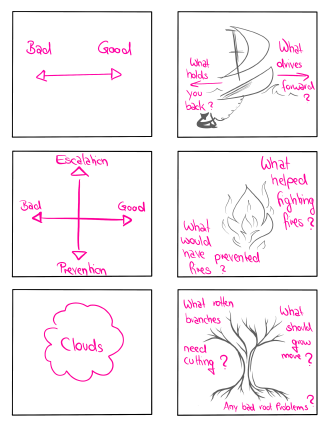 Bad Good
What holds you back ?
What drives forward ?
Escalation
Bad Good
Prevention
What helped fighting fires ?
What would have prevented fires ?
Clouds
What rotten branches need cutting ?
What should grow more ?
Any bad root problems ?